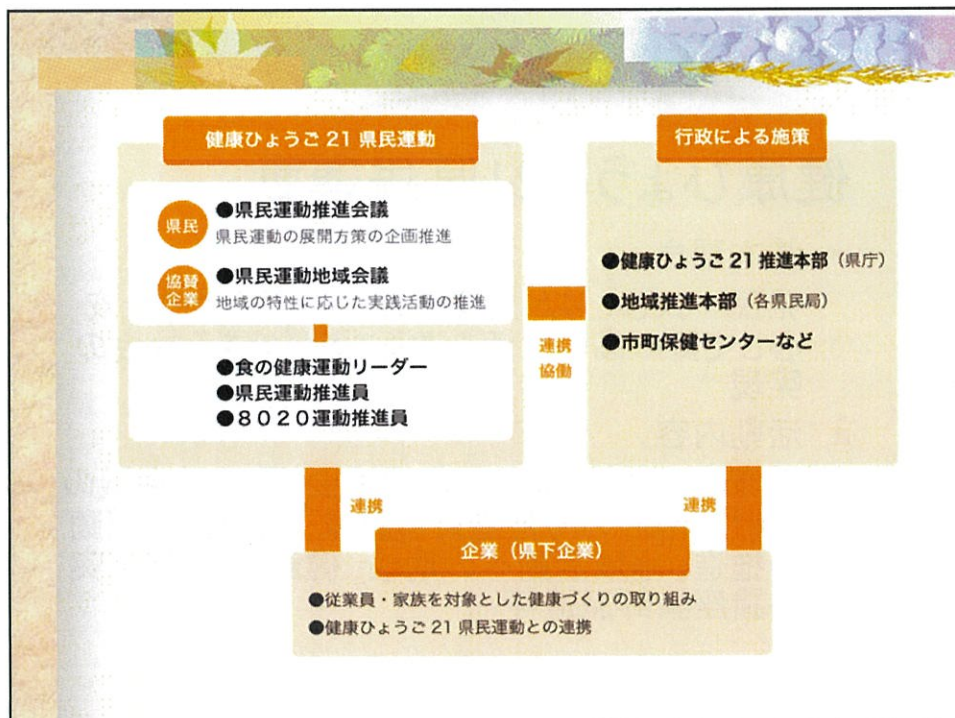 健康ひょうご21 県民運動
県民
●県民運動推進会議
県民運動の展開方策の企画推進
協賛
企業
●県民運動地域会議
地域の特性に応じた実践活動の推進
●食の健康運動リーダー
●県民運動推進員
●８０２０運動推進員
連携
協働
行政による施策
●健康ひょうご21 推進本部（県庁）
●地域推進本部（各県民局）
●市町保健センターなど
連携
連携
企業（県下企業）
●従業員・家族を対象とした健康づくりの取り組み
●健康ひょうご21 県民運動との連携